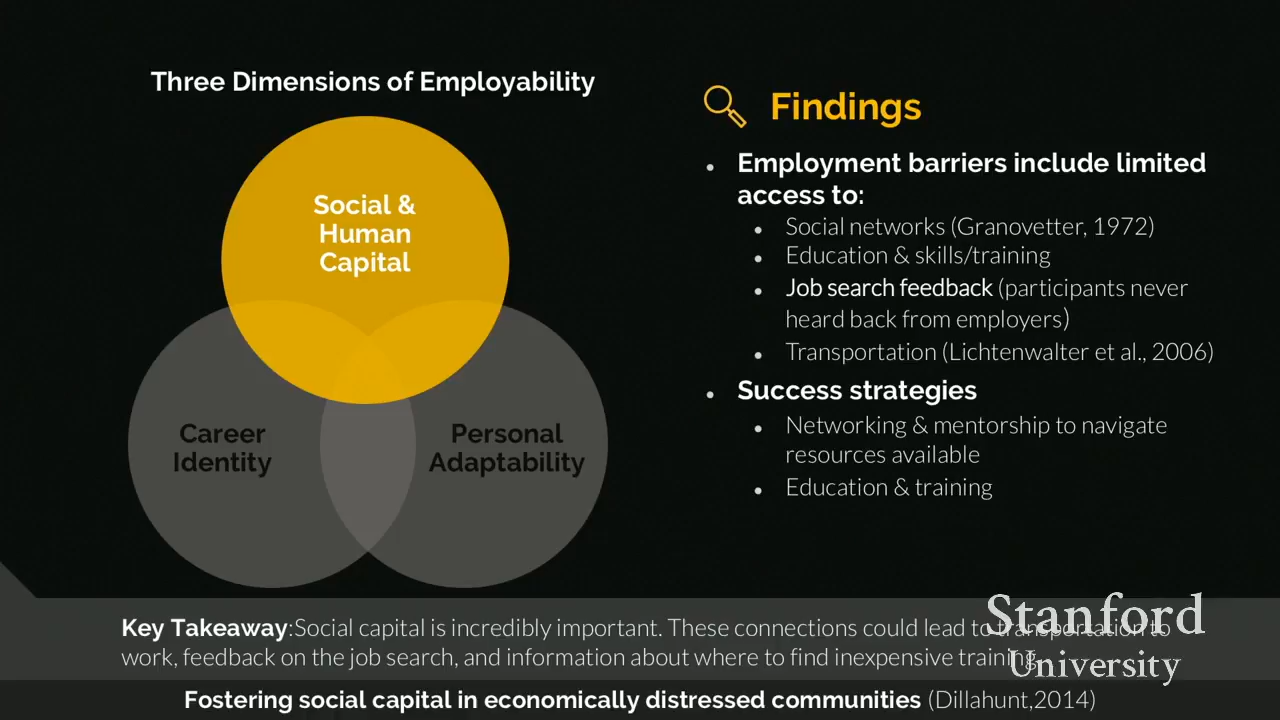 Three Dimensions of Employability
Social &
Human
Capital
Career
Identity
Personal
Adaptability
Findings
Employment barriers include limited
access to:
Social networks (Granovetter, 1972)
Education & skills/training
Job search feedback (participants never
heard back from employers)
Transportation (Lichtenwalter et al., 2006)
Success strategies
Networking & mentorship to navigate
resources available
Education & training
Key Takeaway:Social capital is incredibly important. These connections could lead to transportation to
work, feedback on the job search, and information about where to find inexpensive training.
Stanford
University
Fostering social capital in economically distressed communities (Dillahunt,2014)